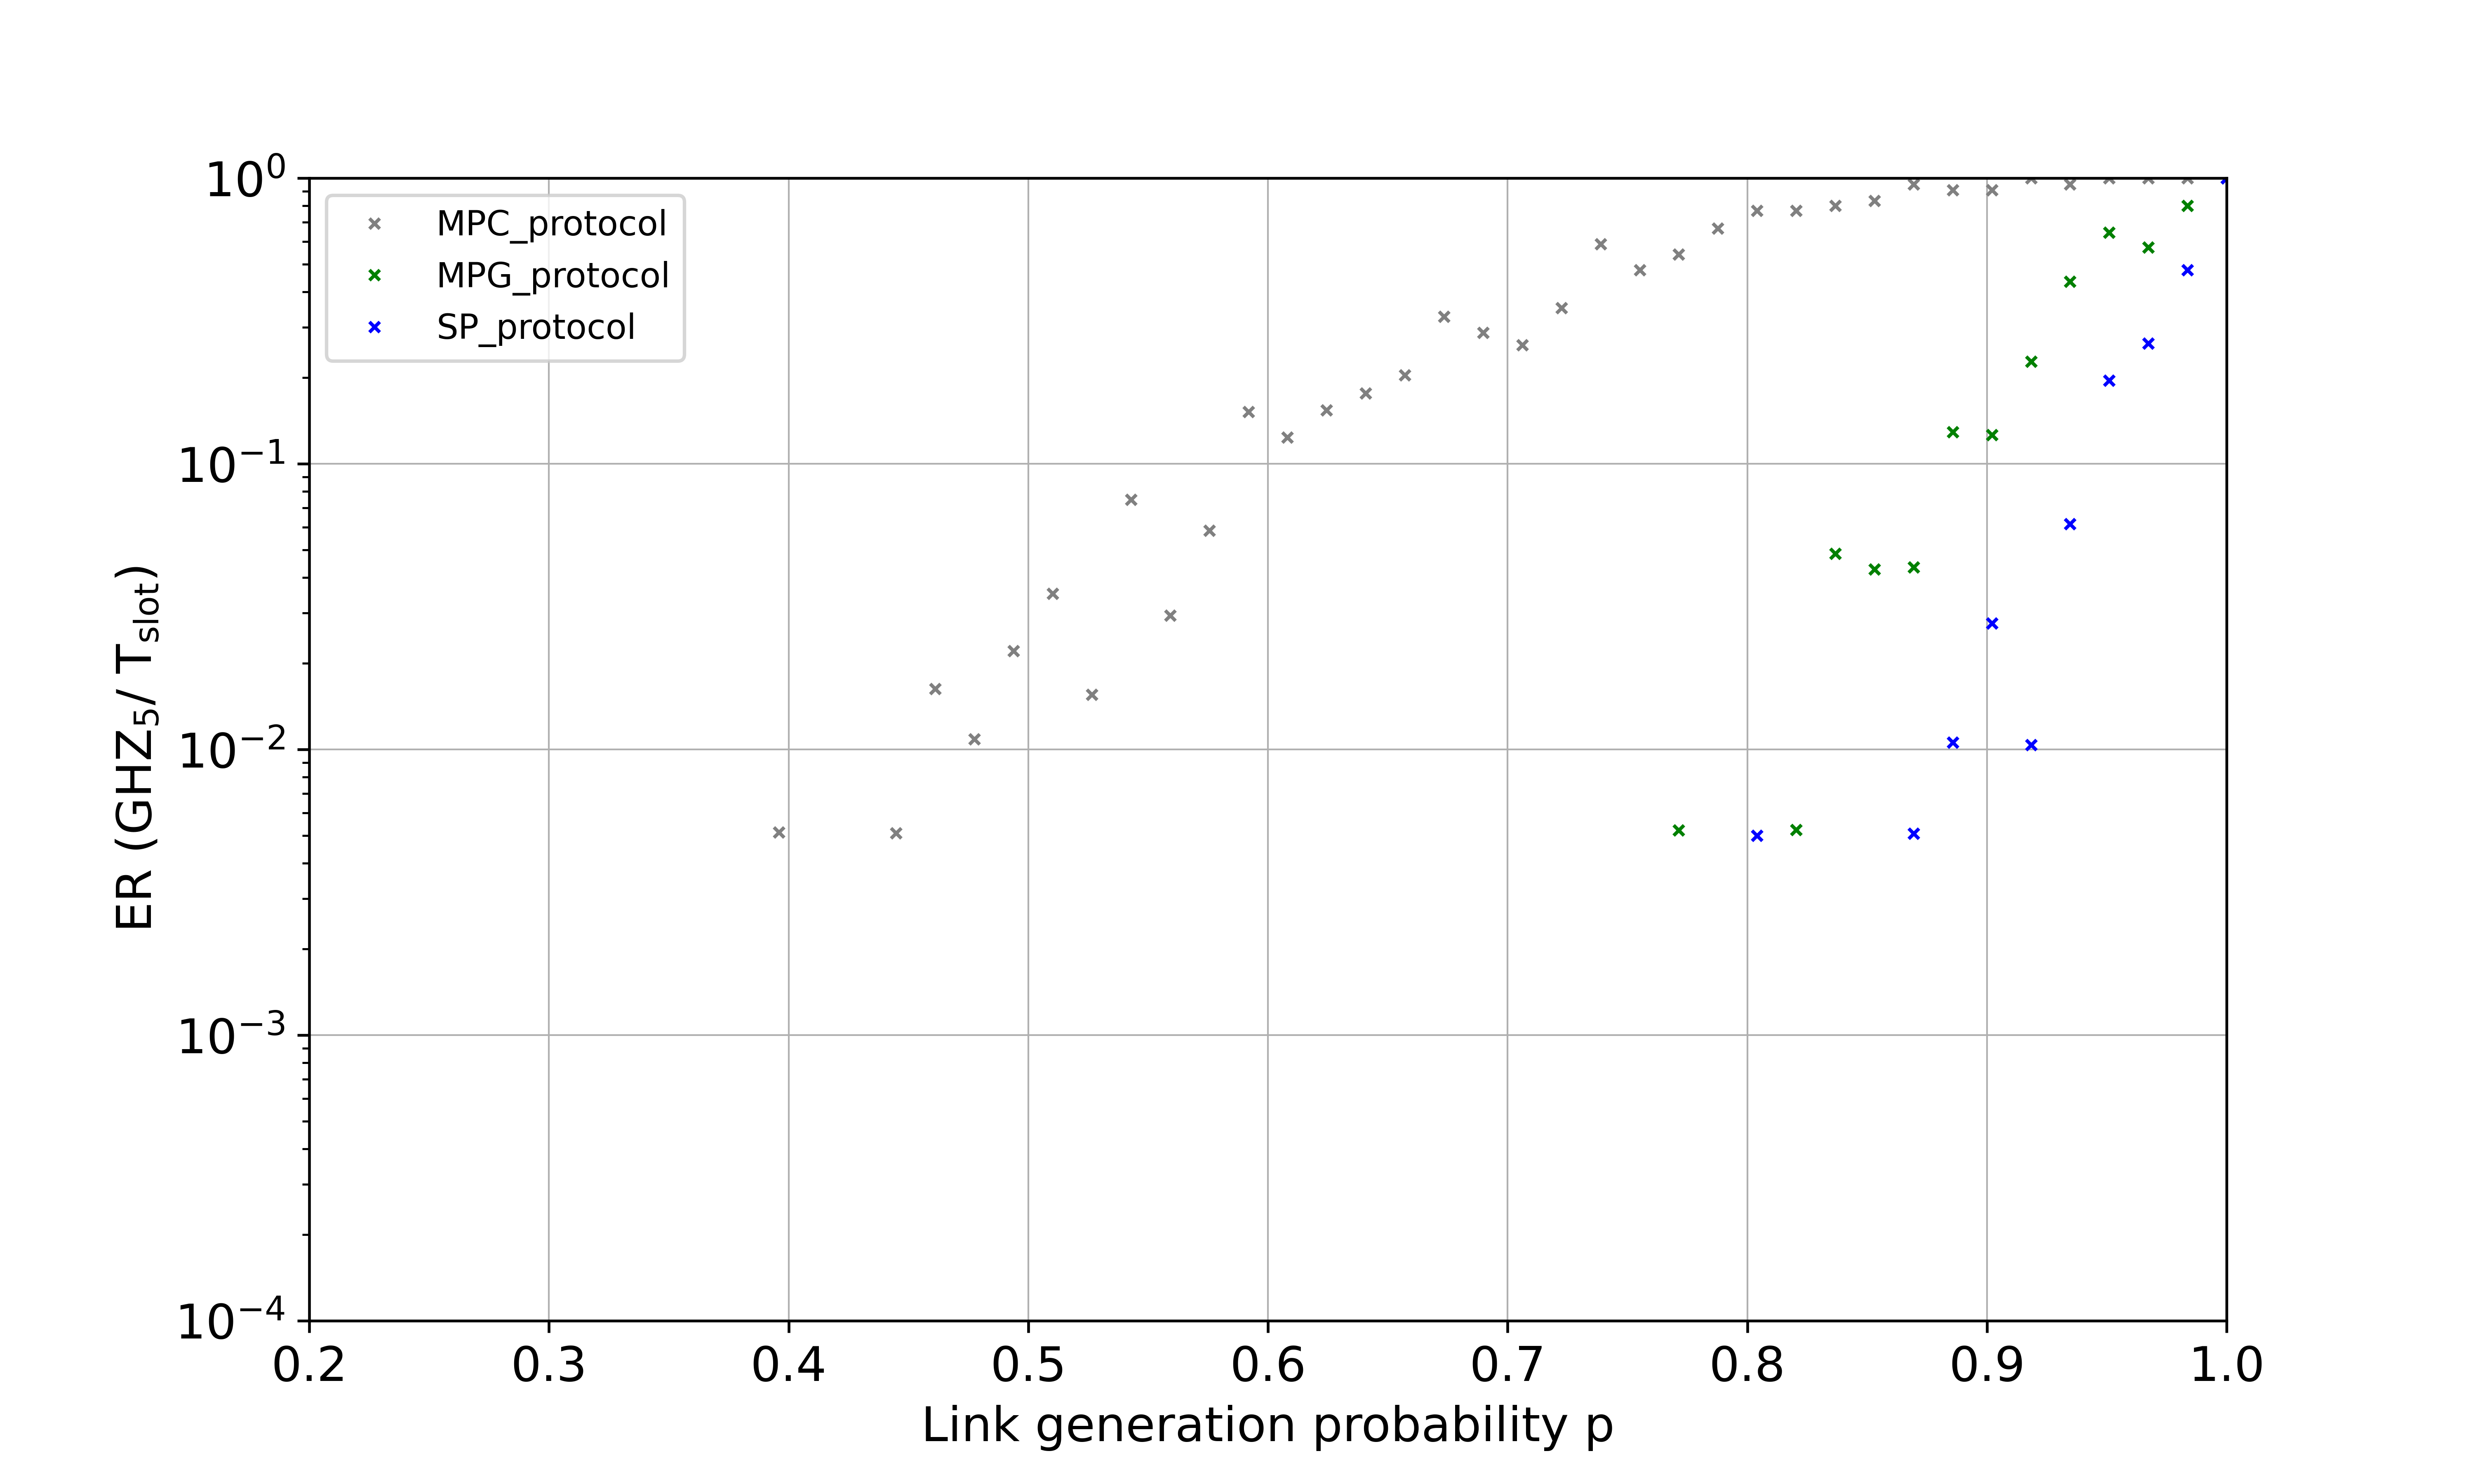 10⁰
10⁻¹
10⁻²
10⁻³
10⁻⁴
ER (GHZ₅/ Tₛₗₒₜ)
MPC_protocol
MPG_protocol
SP_protocol
0.2 0.3 0.4 0.5 0.6 0.7 0.8 0.9 1.0
Link generation probability p